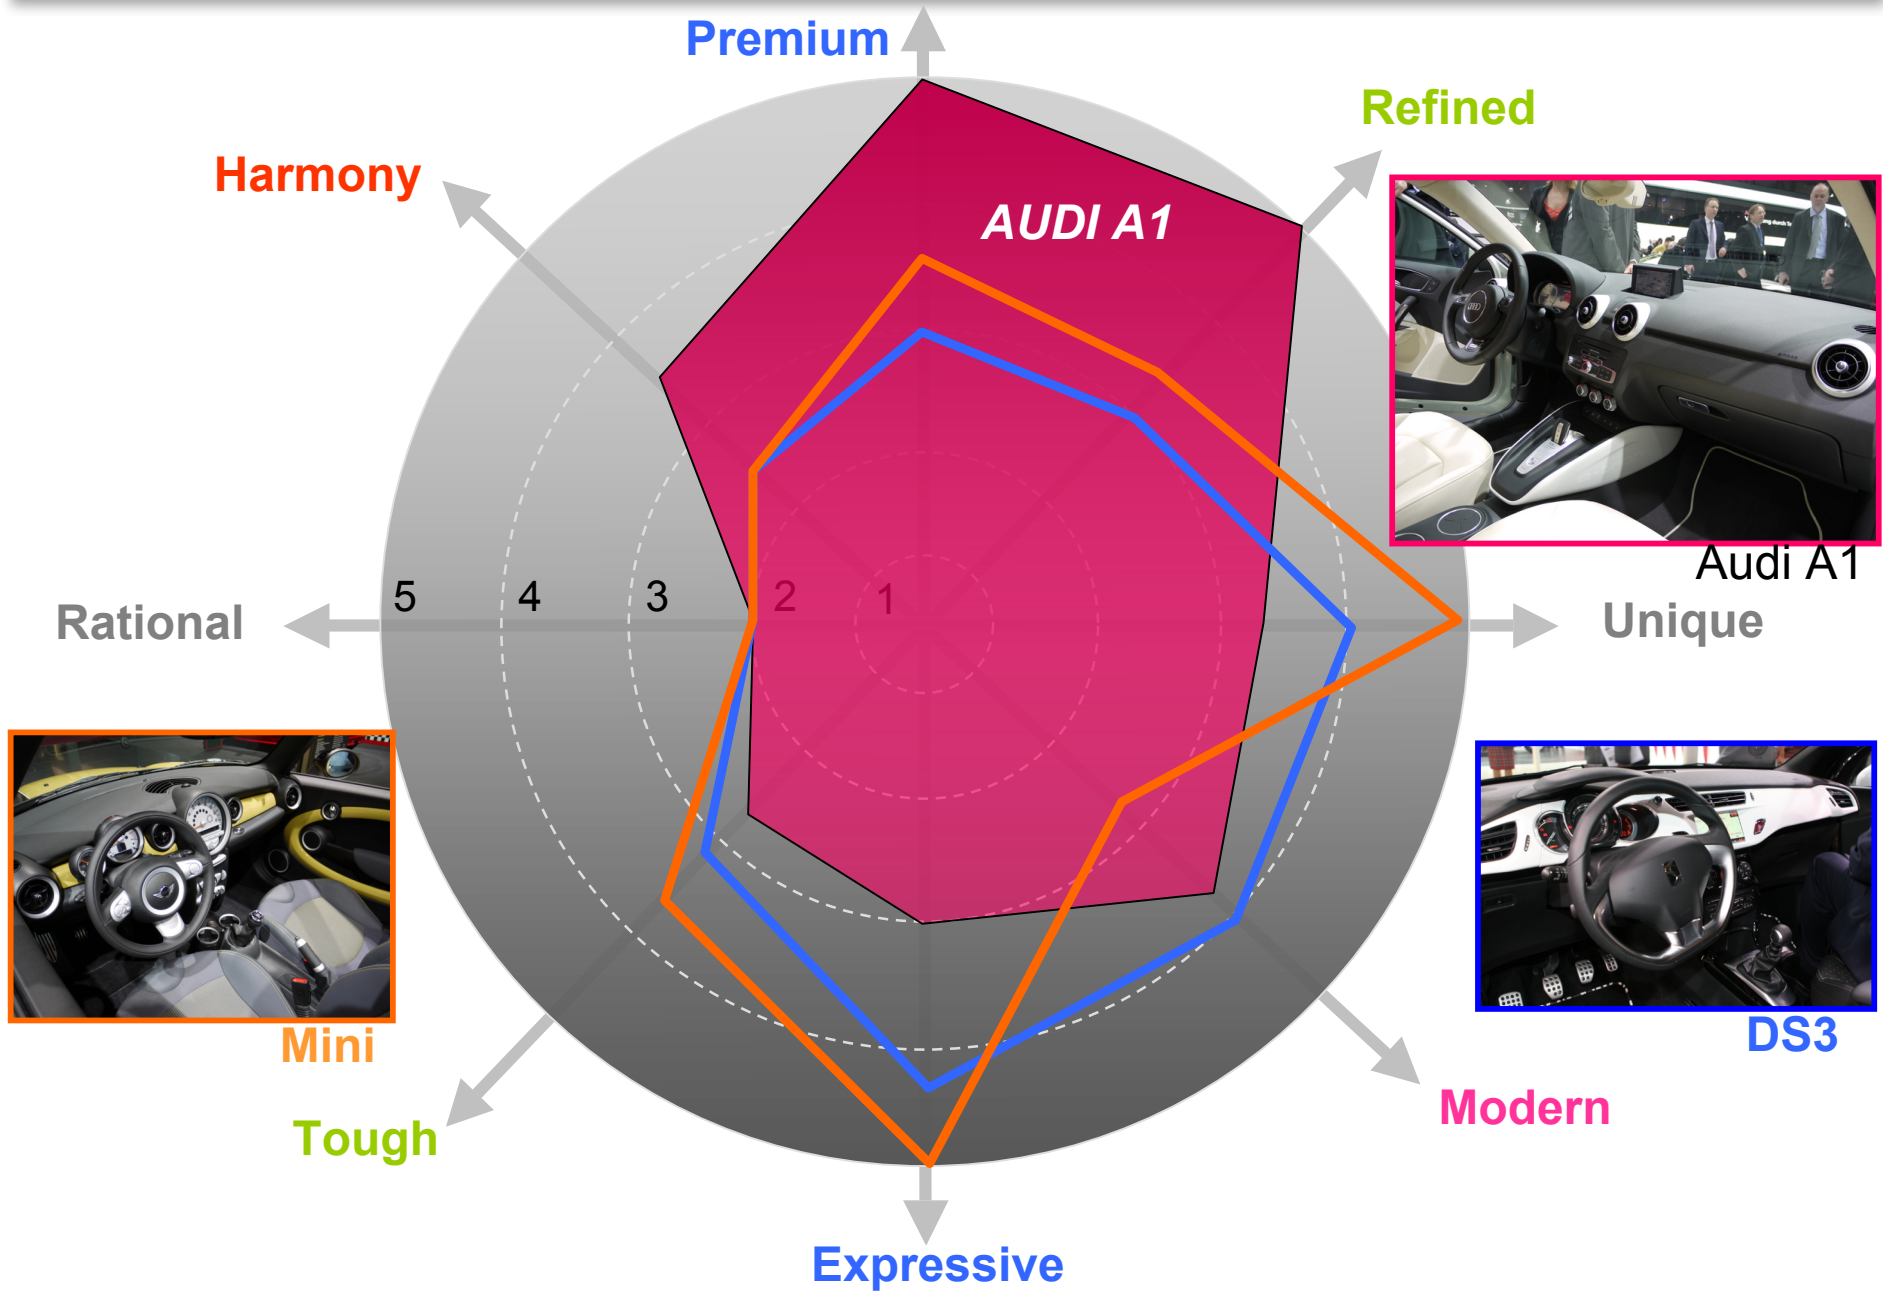 Premium
Refined
Harmony
AUDI A1
Audi A1
5 4 3 2 1
Rational
Unique
Mini
DS3
Modern
Tough
Expressive